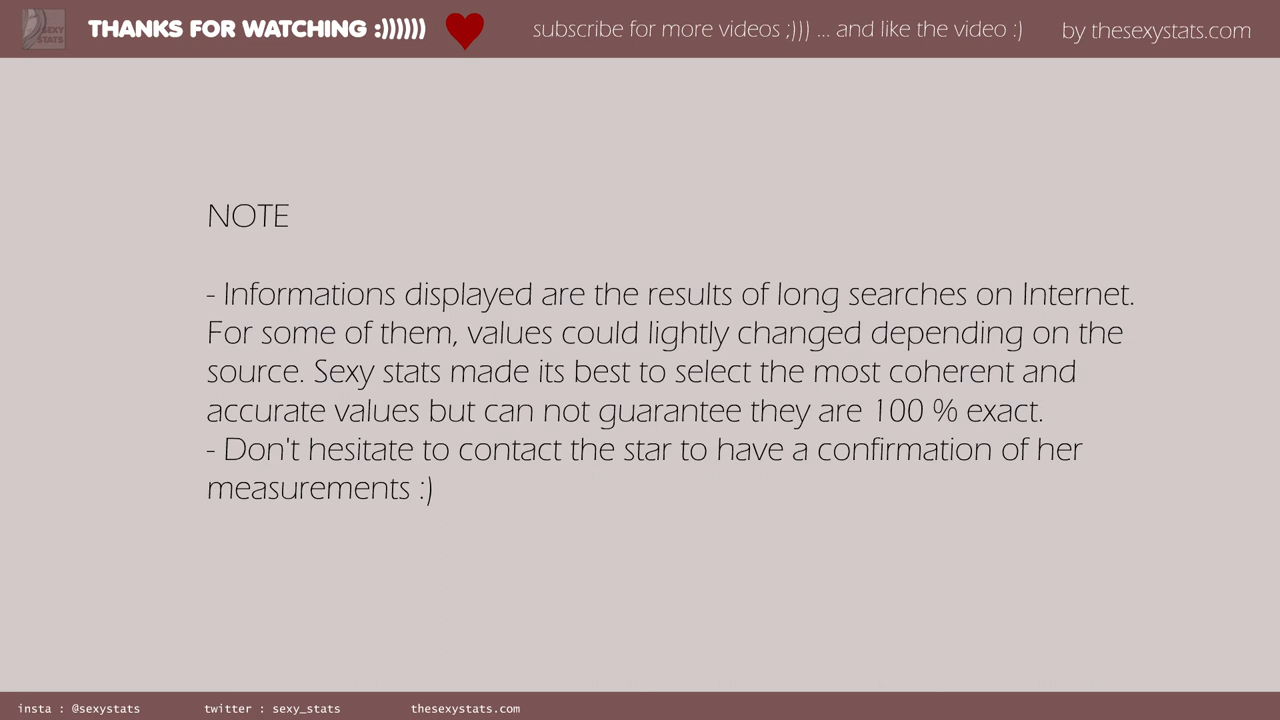 SEXY
STATS
THANKS FOR WATCHING :))))))
subscribe for more videos ;))) ... and like the video :)
by thesexystats.com
NOTE
- Informations displayed are the results of long searches on Internet.
For some of them, values could lightly changed depending on the
source. Sexy stats made its best to select the most coherent and
accurate values but can not guarantee they are 100 % exact.
- Don't hesitate to contact the star to have a confirmation of her
measurements :)
insta : @sexystats
twitter : sexy_stats
thesexystats.com